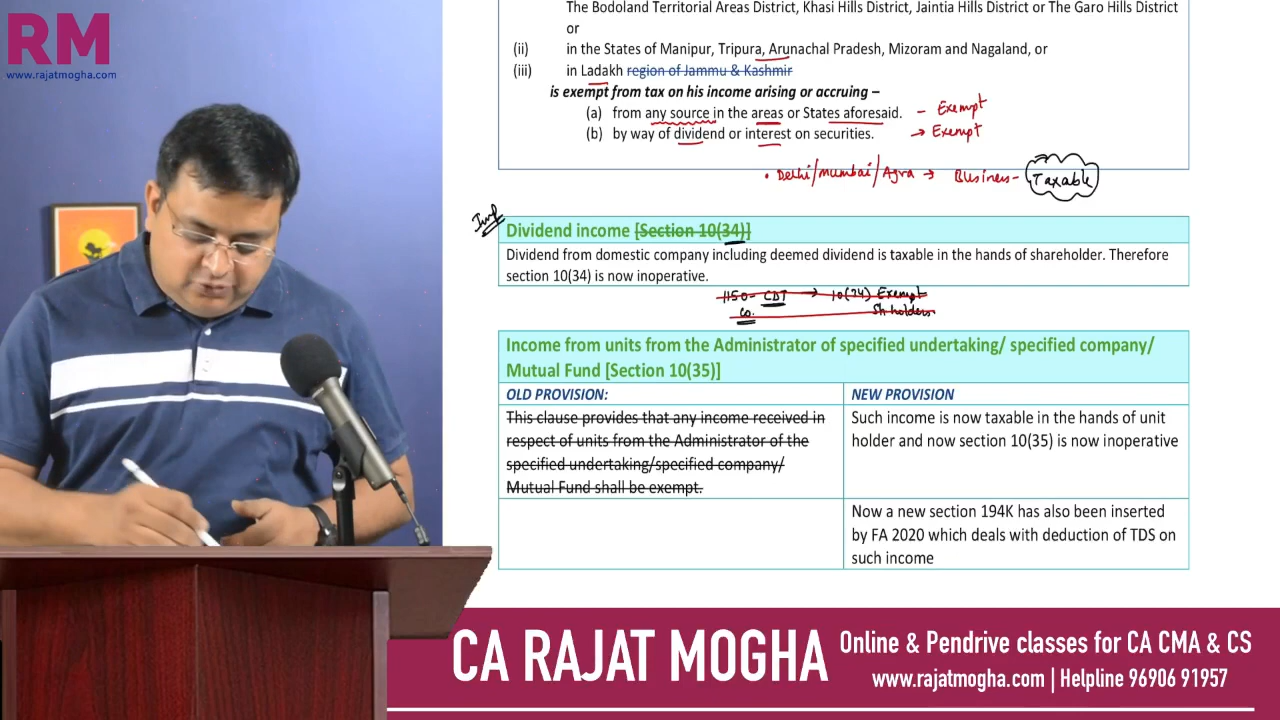 RM
www.rajatmogha.com
The Bodoland Territorial Areas District, Khasi Hills District, Jaintia Hills District or The Garo Hills District
or
(ii) in the States of Manipur, Tripura, Arunachal Pradesh, Mizoram and Nagaland, or
(iii) in Ladakh region of Jammu & Kashmir
is exempt from tax on his income arising or accruing –
(a) from any source in the areas or States aforesaid. – Exempt
(b) by way of dividend or interest on securities. → Exempt
• Delhi/mumbai/Agra → Business – Taxable
Imp
Dividend income [Section 10(34)]
Dividend from domestic company including deemed dividend is taxable in the hands of shareholder. Therefore
section 10(34) is now inoperative.
115O – CDT → 10(34) Exempt
Co. Sh holders
Income from units from the Administrator of specified undertaking/ specified company/
Mutual Fund [Section 10(35)]
OLD PROVISION: NEW PROVISION
This clause provides that any income received in
respect of units from the Administrator of the
specified undertaking/specified company/
Mutual Fund shall be exempt.
Such income is now taxable in the hands of unit
holder and now section 10(35) is now inoperative
Now a new section 194K has also been inserted
by FA 2020 which deals with deduction of TDS on
such income
CA RAJAT MOGHA
Online & Pendrive classes for CA CMA & CS
www.rajatmogha.com | Helpline 96906 91957